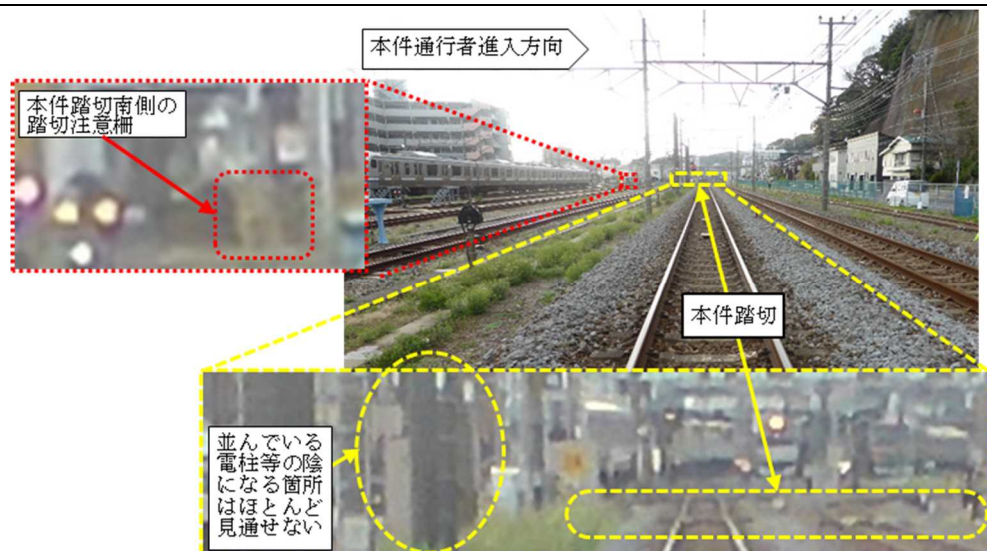 本件通行者進入方向
本件踏切南側の
踏切注意柵
本件踏切
並んでいる
電柱等の陰
になる箇所
はほとんど
見通せない